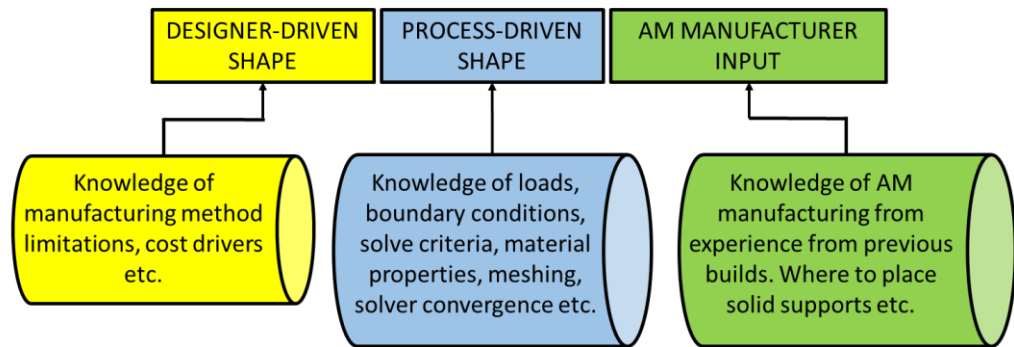 DESIGNER-DRIVEN
SHAPE
PROCESS-DRIVEN
SHAPE
AM MANUFACTURER
INPUT
Knowledge of
manufacturing method
limitations, cost drivers
etc.
Knowledge of loads,
boundary conditions,
solve criteria, material
properties, meshing,
solver convergence etc.
Knowledge of AM
manufacturing from
experience from previous
builds. Where to place
solid supports etc.